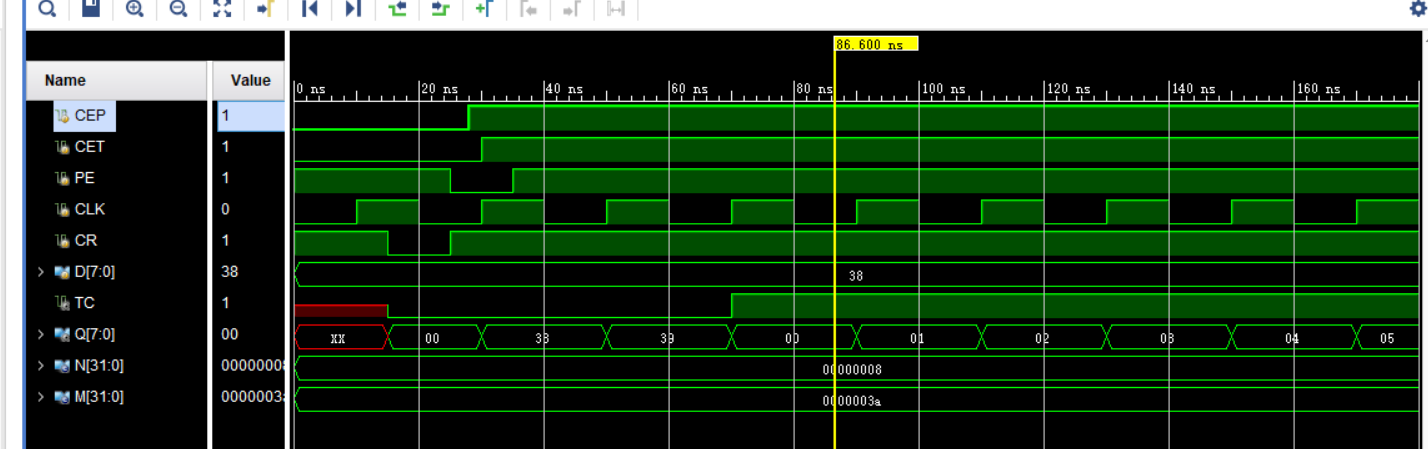 86.600 ns
Name Value
0 ns 20 ns 40 ns 60 ns 80 ns 100 ns 120 ns 140 ns 160 ns
CEP 1
CET 1
PE 1
CLK 0
CR 1
D[7:0] 38 38
TC 1
Q[7:0] 00 XX 00 38 39 00 01 02 03 04 05
N[31:0] 00000008 00000008
M[31:0] 0000003a 0000003a